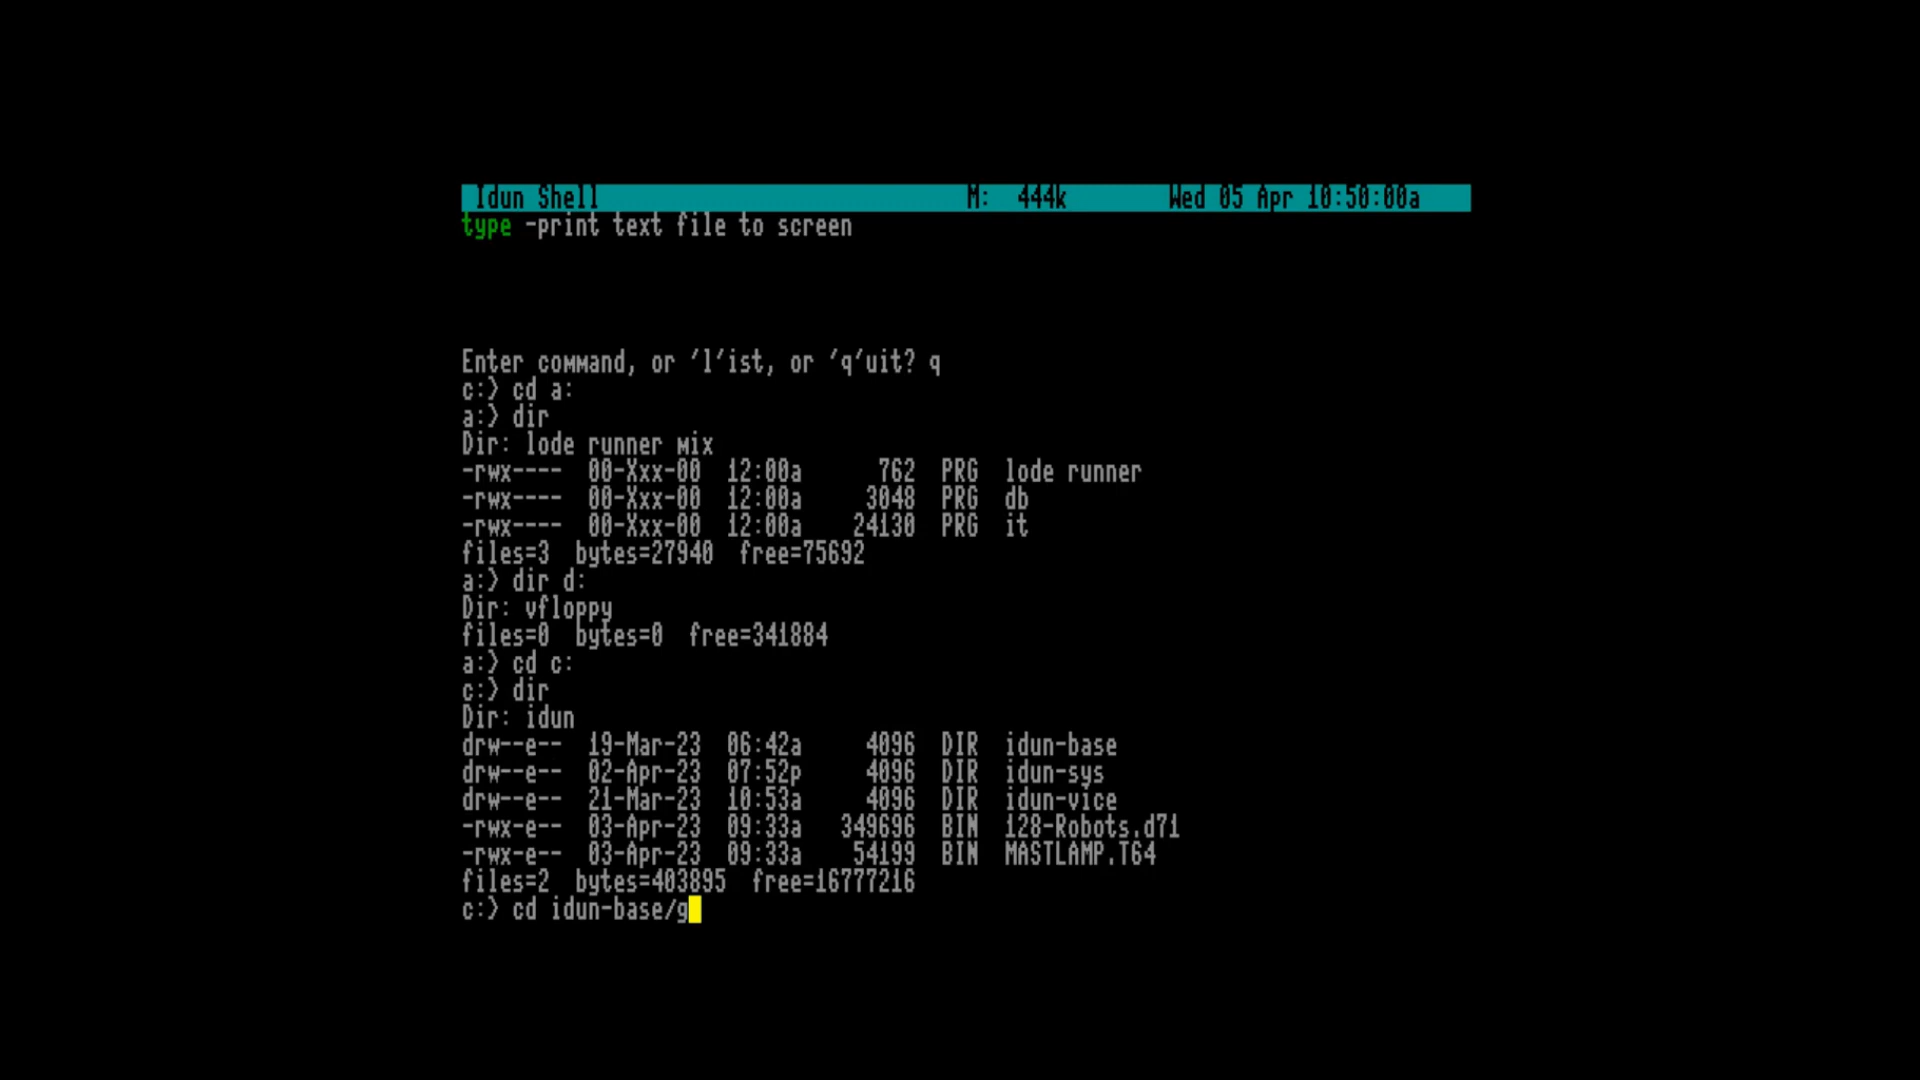 Idun Shell M: 444k Wed 05 Apr 10:50:00a
type -print text file to screen
Enter command, or 'l'ist, or 'q'uit? q
c:> cd a:
a:> dir
Dir: lode runner mix
-rwx---- 00-Xxx-00 12:00a 762 PRG lode runner
-rwx---- 00-Xxx-00 12:00a 3048 PRG db
-rwx---- 00-Xxx-00 12:00a 24130 PRG it
files=3 bytes=27940 free=75692
a:> dir d:
Dir: vfloppy
files=0 bytes=0 free=341884
a:> cd c:
c:> dir
Dir: idun
drw--e-- 19-Mar-23 06:42a 4096 DIR idun-base
drw--e-- 02-Apr-23 07:52p 4096 DIR idun-sys
drw--e-- 21-Mar-23 10:53a 4096 DIR idun-vice
-rwx-e-- 03-Apr-23 09:33a 349696 BIN 128-Robots.d71
-rwx-e-- 03-Apr-23 09:33a 54199 BIN MASTLAMP.T64
files=2 bytes=403895 free=16777216
c:> cd idun-base/g